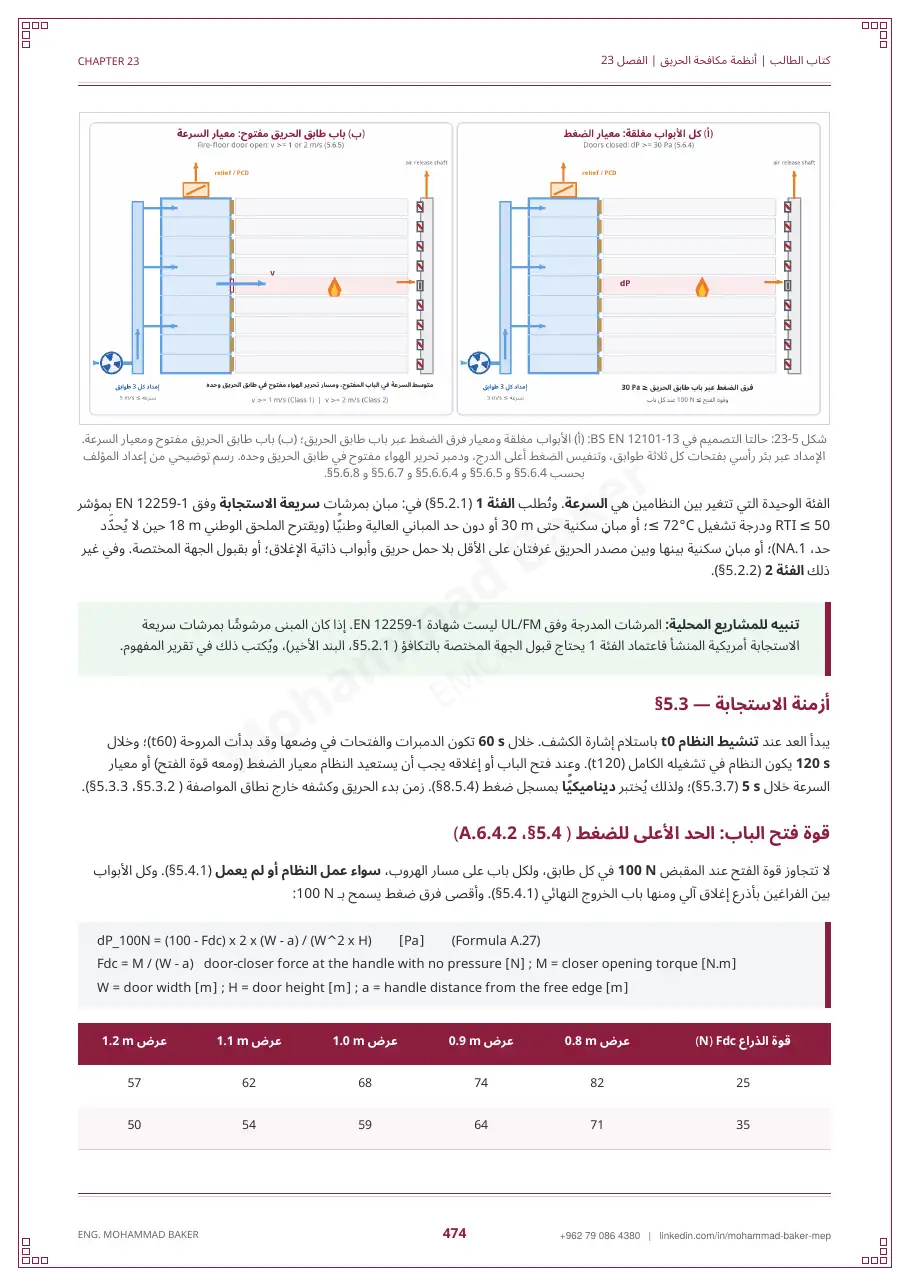 كتاب الطالب | أنظمة مكافحة الحريق | الفصل 23
CHAPTER 23
(أ) كل الأبواب مغلقة: معيار الضغط
Doors closed: dP >= 30 Pa (5.6.4)
air release shaft
relief / PCD
dP
إمداد كل 3 طوابق
سرعة ≤ 5 m/s
فرق الضغط عبر باب طابق الحريق ≥ 30 Pa
وقوة الفتح ≤ 100 N عند كل باب
(ب) باب طابق الحريق مفتوح: معيار السرعة
Fire-floor door open: v >= 1 or 2 m/s (5.6.5)
air release shaft
relief / PCD
v
إمداد كل 3 طوابق
سرعة ≤ 5 m/s
متوسط السرعة في الباب المفتوح، ومسار تحرير الهواء مفتوح في طابق الحريق وحده
v >= 1 m/s (Class 1) | v >= 2 m/s (Class 2)
شكل 5-23: حالتا التصميم في BS EN 12101-13: (أ) الأبواب مغلقة ومعيار فرق الضغط عبر باب طابق الحريق؛ (ب) باب طابق الحريق مفتوح ومعيار السرعة.
الإمداد عبر بئر رأسي بفتحات كل ثلاثة طوابق، وتنفيس الضغط أعلى الدرج، ودمبر تحرير الهواء مفتوح في طابق الحريق وحده. رسم توضيحي من إعداد المؤلف
بحسب §5.6.4 و §5.6.5 و §5.6.6.4 و §5.6.7 و §5.6.8.
الفئة الوحيدة التي تتغير بين النظامين هي السرعة. وتُطلب الفئة 1 (§5.2.1) في: مبانٍ بمرشات سريعة الاستجابة وفق EN 12259-1 بمؤشر
RTI ≤ 50 ودرجة تشغيل ≤ 72°C؛ أو مبانٍ سكنية حتى 30 m أو دون حد المباني العالية وطنيًا (ويقترح الملحق الوطني 18 m حين لا يُحدَّد
حد، NA.1)؛ أو مبانٍ سكنية بينها وبين مصدر الحريق غرفتان على الأقل بلا حمل حريق وأبواب ذاتية الإغلاق؛ أو بقبول الجهة المختصة. وفي غير
ذلك الفئة 2 (§5.2.2).
تنبيه للمشاريع المحلية: المرشات المدرجة وفق UL/FM ليست شهادة EN 12259-1. إذا كان المبنى مرشوشًا بمرشات سريعة
الاستجابة أمريكية المنشأ فاعتماد الفئة 1 يحتاج قبول الجهة المختصة بالتكافؤ ( §5.2.1، البند الأخير)، ويُكتب ذلك في تقرير المفهوم.
أزمنة الاستجابة — §5.3
يبدأ العد عند تنشيط النظام t0 باستلام إشارة الكشف. خلال 60 s تكون الدمبرات والفتحات في وضعها وقد بدأت المروحة (t60)؛ وخلال
120 s يكون النظام في تشغيله الكامل (t120). وعند فتح الباب أو إغلاقه يجب أن يستعيد النظام معيار الضغط (ومعه قوة الفتح) أو معيار
السرعة خلال 5 s (§5.3.7)؛ ولذلك يُختبر ديناميكيًّا بمسجل ضغط (8.5.4§). زمن بدء الحريق وكشفه خارج نطاق المواصفة ( §5.3.2، §5.3.3).
قوة فتح الباب: الحد الأعلى للضغط ( §5.4، A.6.4.2)
لا تتجاوز قوة الفتح عند المقبض 100 N في كل طابق، ولكل باب على مسار الهروب، سواء عمل النظام أو لم يعمل (§5.4.1). وكل الأبواب
بين الفراغين بأذرع إغلاق آلي ومنها باب الخروج النهائي (§5.4.1). وأقصى فرق ضغط يسمح بـ 100 N:
dP_100N = (100 - Fdc) x 2 x (W - a) / (W^2 x H) [Pa] (Formula A.27)
Fdc = M / (W - a) door-closer force at the handle with no pressure [N] ; M = closer opening torque [N.m]
W = door width [m] ; H = door height [m] ; a = handle distance from the free edge [m]
قوة الذراع Fdc (N) عرض 0.8 m عرض 0.9 m عرض 1.0 m عرض 1.1 m عرض 1.2 m
25 82 74 68 62 57
35 71 64 59 54 50
Mohammad Baker
ENG. MOHAMMAD BAKER
474
+962 79 086 4380 | linkedin.com/in/mohammad-baker-mep